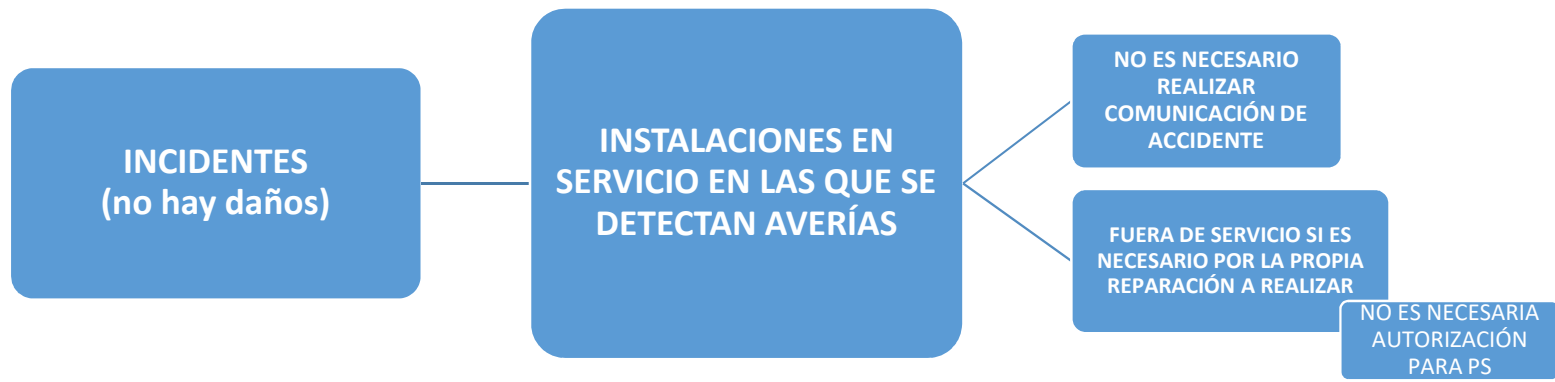 INCIDENTES
(no hay daños)
INSTALACIONES EN
SERVICIO EN LAS QUE SE
DETECTAN AVERÍAS
NO ES NECESARIO
REALIZAR
COMUNICACIÓN DE
ACCIDENTE
FUERA DE SERVICIO SI ES
NECESARIO POR LA PROPIA
REPARACIÓN A REALIZAR
NO ES NECESARIA
AUTORIZACIÓN
PARA PS